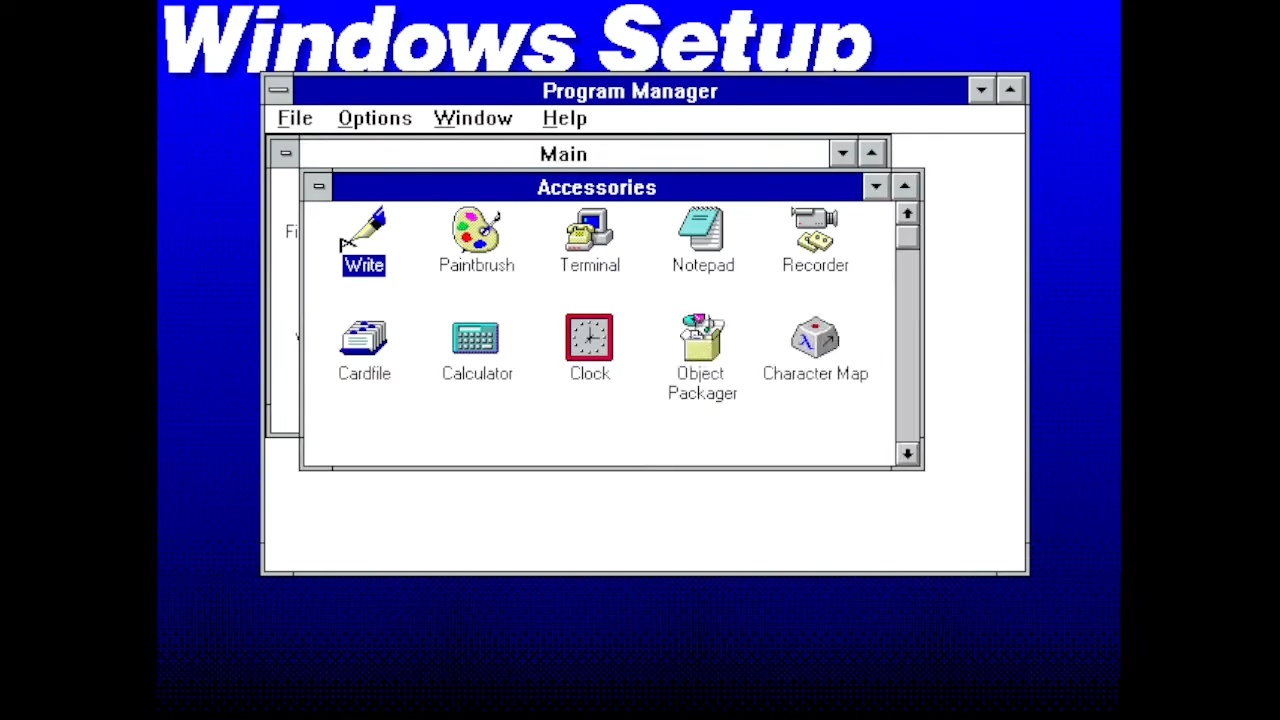 Windows Setup
Program Manager
File Options Window Help
Main
Accessories
Write Paintbrush Terminal Notepad Recorder
Cardfile Calculator Clock Object Packager Character Map